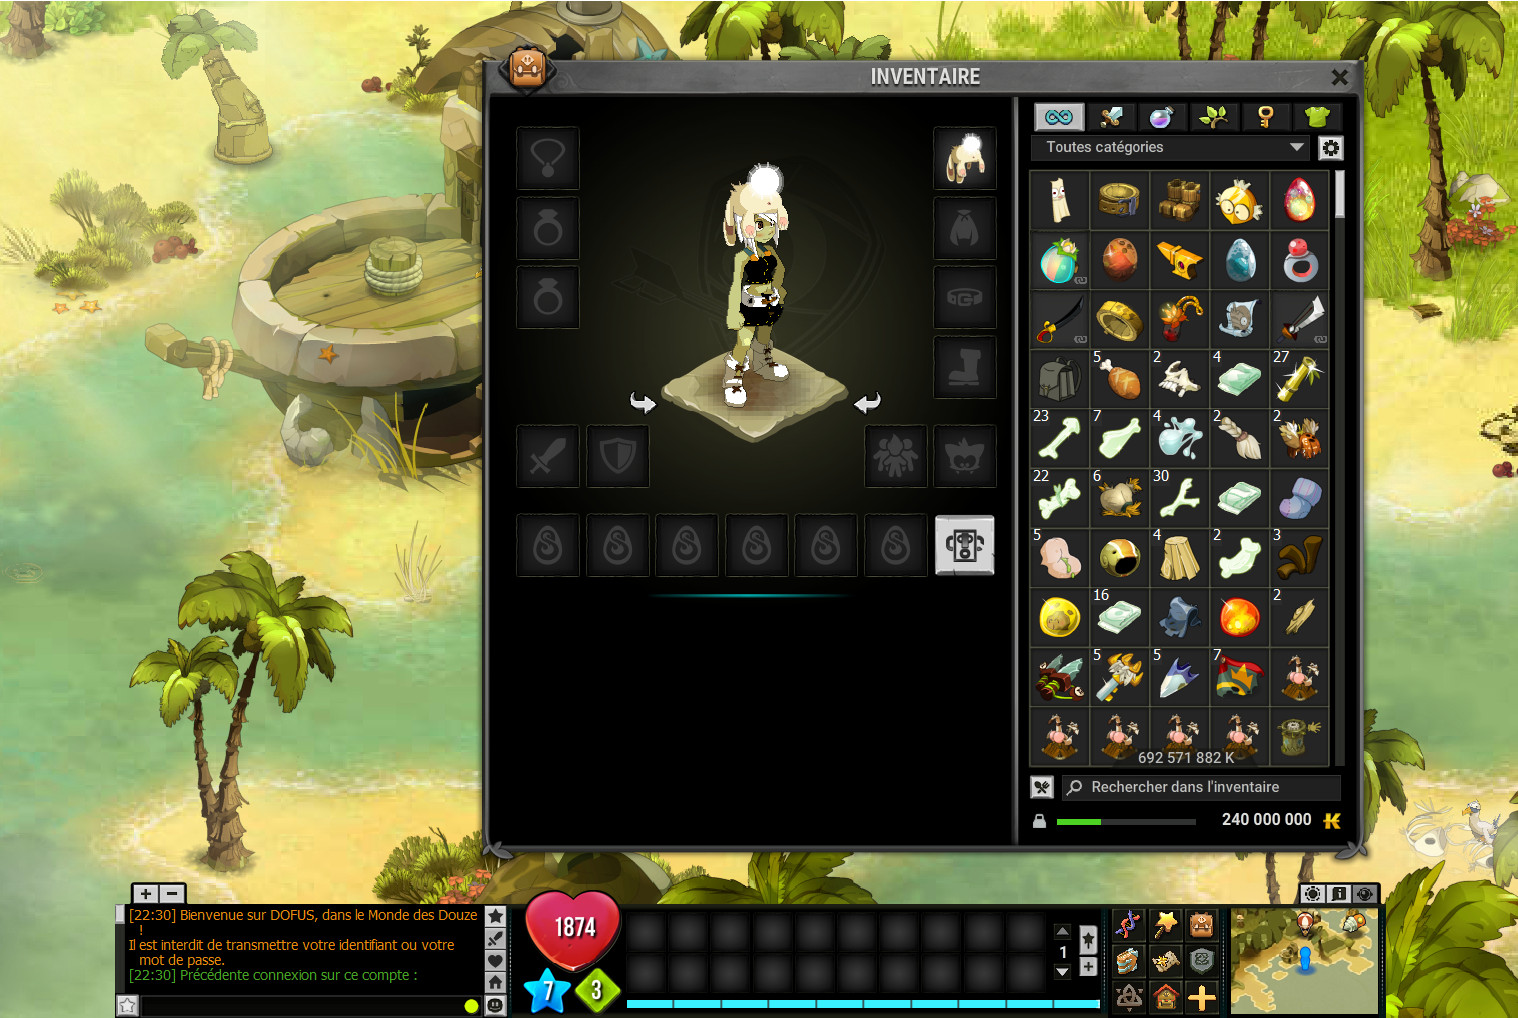 INVENTAIRE
Toutes catégories
5
2
4
27
23
7
4
2
2
22
6
30
5
4
2
3
16
2
5
5
7
692 571 882 K
Rechercher dans l'inventaire
240 000 000
[22:30] Bienvenue sur DOFUS, dans le Monde des Douze
!
Il est interdit de transmettre votre identifiant ou votre
mot de passe.
[22:30] Précédente connexion sur ce compte :
1874
7
3
1